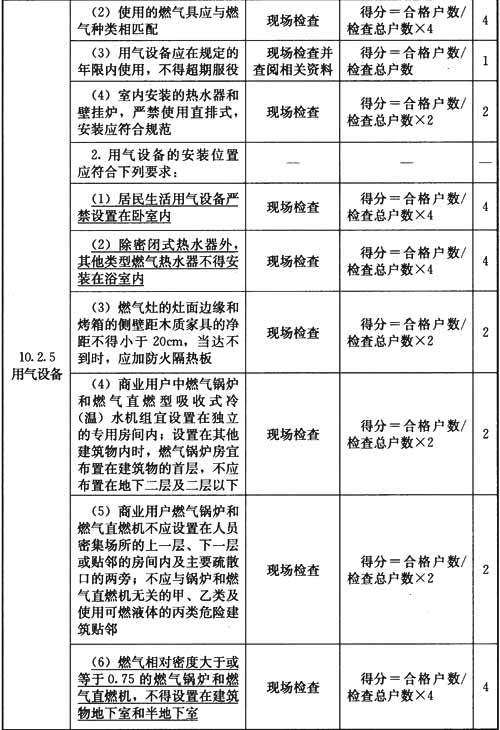 （2）使用的燃气具应与燃
气种类相匹配
现场检查
得分＝合格户数/
检查总户数×4
4
（3）用气设备应在规定的
年限内使用，不得超期服役
现场检查并
查阅相关资料
得分＝合格户数/
检查总户数
1
（4）室内安装的热水器和
壁挂炉，严禁使用直排式，
安装应符合规范
现场检查
得分＝合格户数/
检查总户数×2
2
2. 用气设备的安装位置
应符合下列要求：
—
—
—
10.2.5
用气设备
（1）居民生活用气设备严
禁设置在卧室内
现场检查
得分＝合格户数/
检查总户数×4
4
（2）除密闭式热水器外，
其他类型燃气热水器不得安
装在浴室内
现场检查
得分＝合格户数/
检查总户数×4
4
（3）燃气灶的灶面边缘和
烤箱的侧壁距木质家具的净
距不得小于 20cm，当达不
到时，应加防火隔热板
现场检查
得分＝合格户数/
检查总户数×2
2
（4）商业用户中燃气锅炉
和燃气直燃型吸收式冷
（温）水机组宜设置在独立
的专用房间内；设置在其他
建筑物内时，燃气锅炉房宜
布置在建筑物的首层，不应
布置在地下二层及二层以下
现场检查
得分＝合格户数/
检查总户数×2
2
（5）商业用户燃气锅炉和
燃气直燃机不应设置在人员
密集场所的上一层、下一层
或贴邻的房间内及主要疏散
口的两旁；不应与锅炉和燃
气直燃机无关的甲、乙类及
使用可燃液体的丙类危险建
筑贴邻
现场检查
得分＝合格户数/
检查总户数×2
2
（6）燃气相对密度大于或
等于 0.75 的燃气锅炉和燃
气直燃机，不得设置在建筑
物地下室和半地下室
现场检查
得分＝合格户数/
检查总户数×4
4